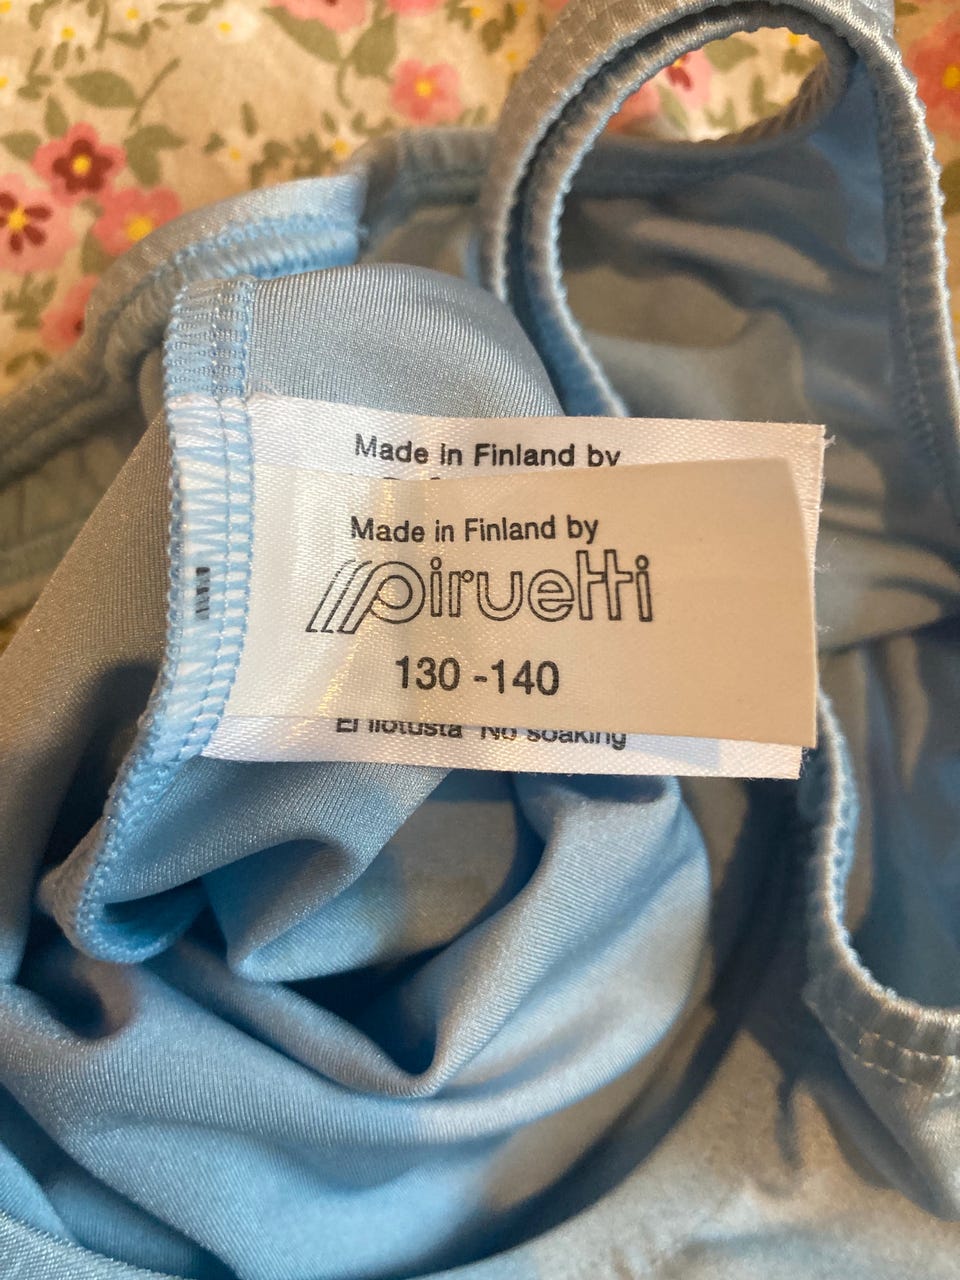 Made in Finland by
Made in Finland by
piruetti
130 -140
Ei liotusta No soaking